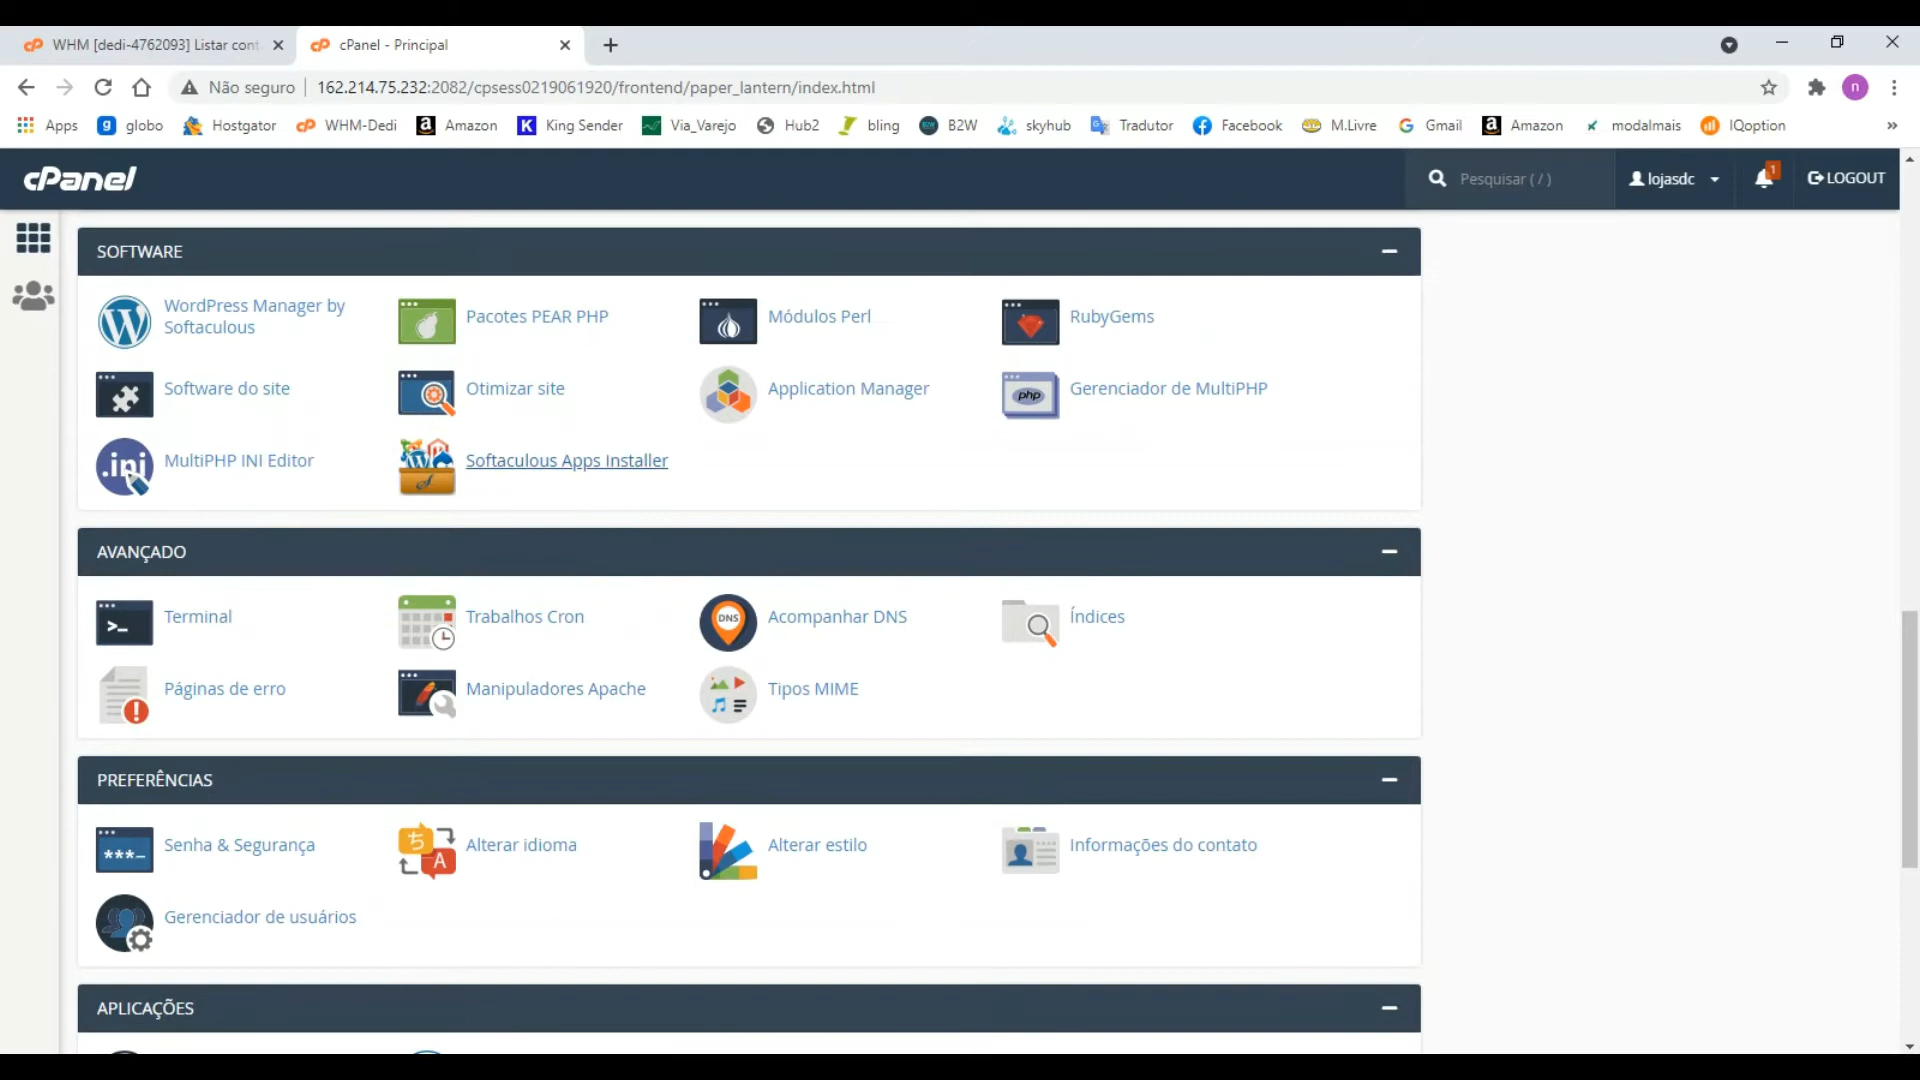 WHM [dedi-4762093] Listar cont
cPanel - Principal
Não seguro
162.214.75.232:2082/cpsess0219061920/frontend/paper_lantern/index.html
Apps
globo
Hostgator
WHM-Dedi
Amazon
King Sender
Via_Varejo
Hub2
bling
B2W
skyhub
Tradutor
Facebook
M.Livre
Gmail
Amazon
modalmais
IQoption
cPanel
Pesquisar ( / )
lojasdc
1
LOGOUT
SOFTWARE
WordPress Manager by
Softaculous
Pacotes PEAR PHP
Módulos Perl
RubyGems
Software do site
Otimizar site
Application Manager
php
Gerenciador de MultiPHP
.ini
MultiPHP INI Editor
Softaculous Apps Installer
AVANÇADO
Terminal
Trabalhos Cron
DNS
Acompanhar DNS
Índices
Páginas de erro
Manipuladores Apache
Tipos MIME
PREFERÊNCIAS
Senha & Segurança
Alterar idioma
Alterar estilo
Informações do contato
Gerenciador de usuários
APLICAÇÕES